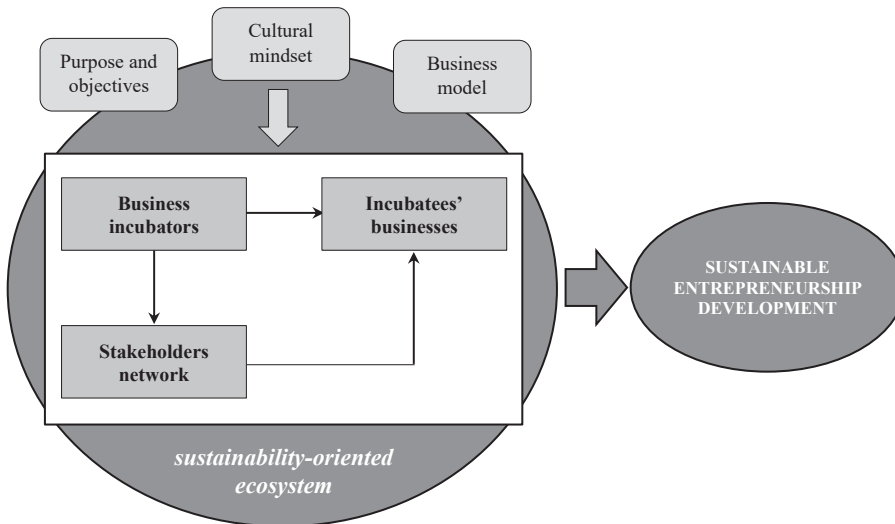 Cultural
mindset
Purpose and
objectives
Business
model
Business
incubators
Incubatees'
businesses
Stakeholders
network
sustainability-oriented
ecosystem
SUSTAINABLE
ENTREPRENEURSHIP
DEVELOPMENT